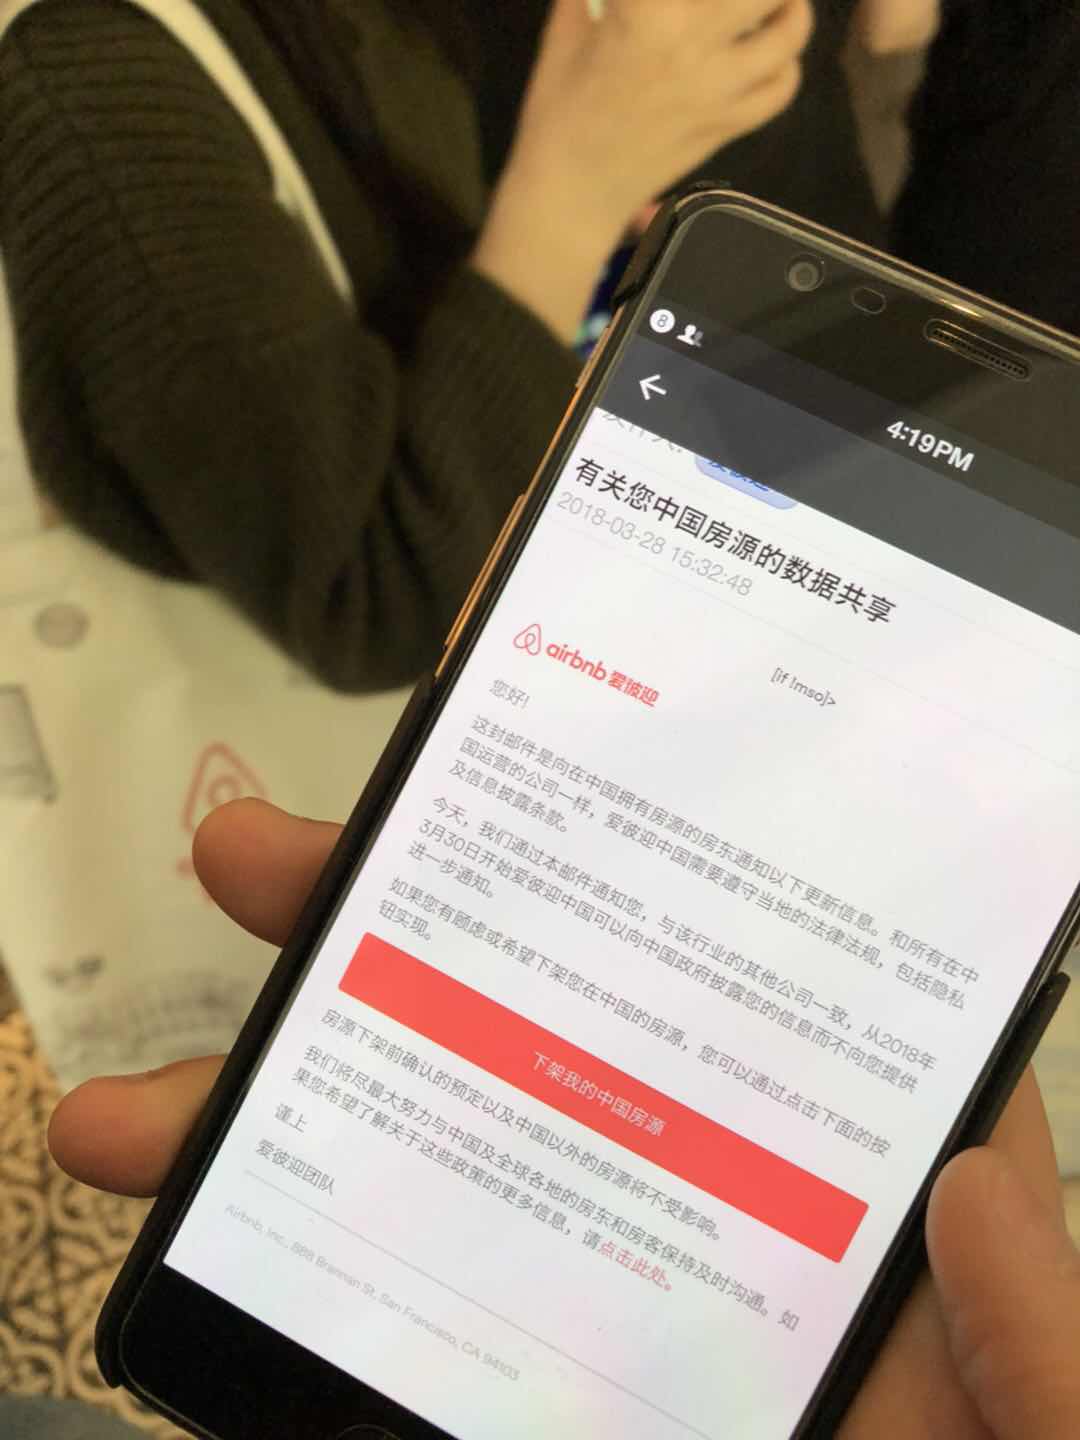 8
4:19PM
有关您中国房源的数据共享
2018-03-28 15:32:48
[if !mso]>
airbnb 爱彼迎
您好!
这封邮件是向在中国拥有房源的房东通知以下更新信息。和所有在中
国运营的公司一样，爱彼迎中国需要遵守当地的法律法规，包括隐私
及信息披露条款。
今天，我们通过本邮件通知您，与该行业的其他公司一致，从2018年
3月30日开始爱彼迎中国可以向中国政府披露您的信息而不向您提供
进一步通知。
如果您有顾虑或希望下架您在中国的房源，您可以通过点击下面的按
钮实现。
下架我的中国房源
房源下架前确认的预定以及中国以外的房源将不受影响。
我们将尽最大努力与中国及全球各地的房东和房客保持及时沟通。如
果您希望了解关于这些政策的更多信息，请点击此处。
谨上
爱彼迎团队
Airbnb, Inc., 888 Brannan St, San Francisco, CA 94103